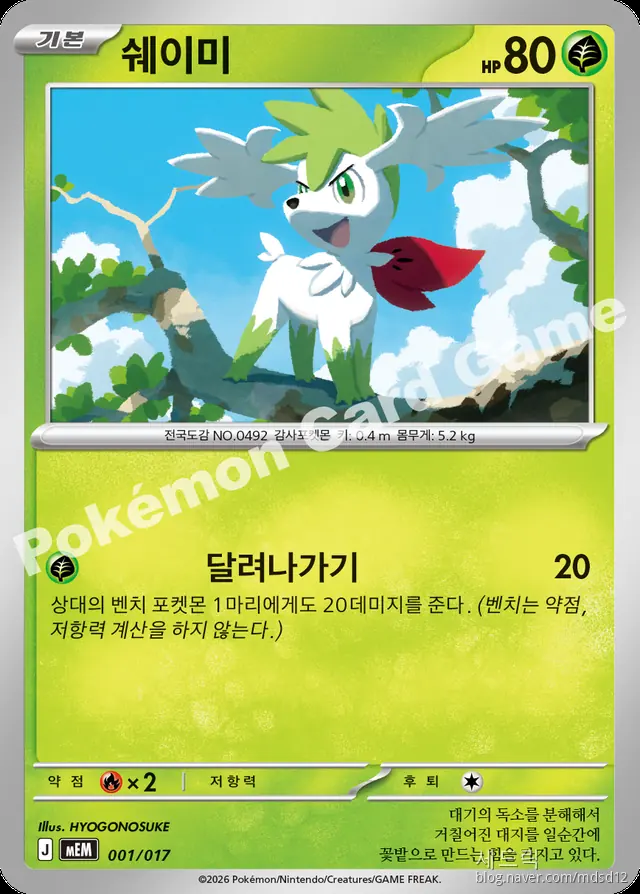 기본 쉐이미 HP 80
전국도감 NO.0492 감사포켓몬 키: 0.4 m 몸무게: 5.2 kg
Pokémon Card Game
달려나가기 20
상대의 벤치 포켓몬 1마리에게도 20데미지를 준다. (벤치는 약점,
저항력 계산을 하지 않는다.)
약점 ×2 저항력 후퇴
Illus. HYOGONOSUKE
대기의 독소를 분해해서
거칠어진 대지를 일순간에
꽃밭으로 만드는 힘을 가지고 있다.
J mEM 001/017
세트릭
blog.naver.com/mdsd12
©2026 Pokémon/Nintendo/Creatures/GAME FREAK.